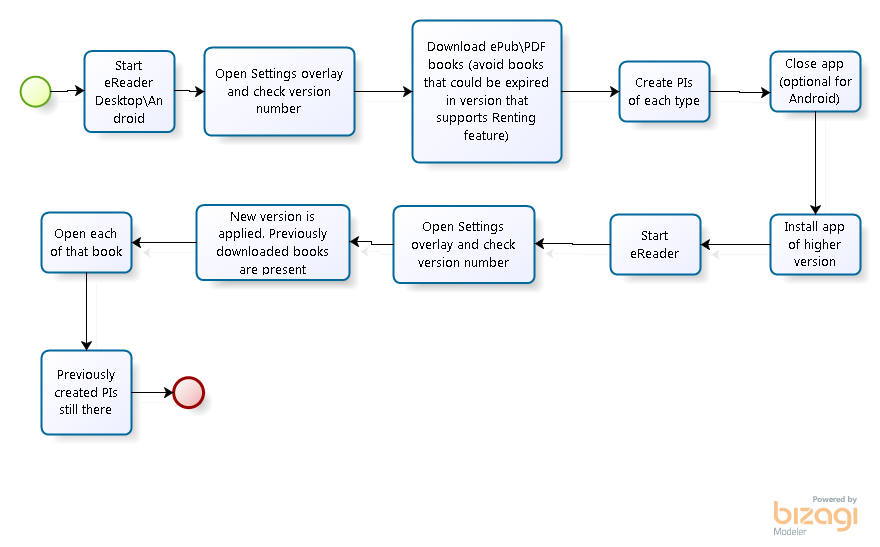 Start
eReader
Desktop\An
droid
Open Settings overlay
and check version
number
Download ePub\PDF
books (avoid books
that could be expired
in version that
supports Renting
feature)
Create PIs
of each type
Close app
(optional for
Android)
Install app
of higher
version
Start
eReader
Open Settings
overlay and check
version number
New version is
applied. Previously
downloaded books
are present
Open each
of that book
Previously
created PIs
still there
Powered by
bizagi
Modeler